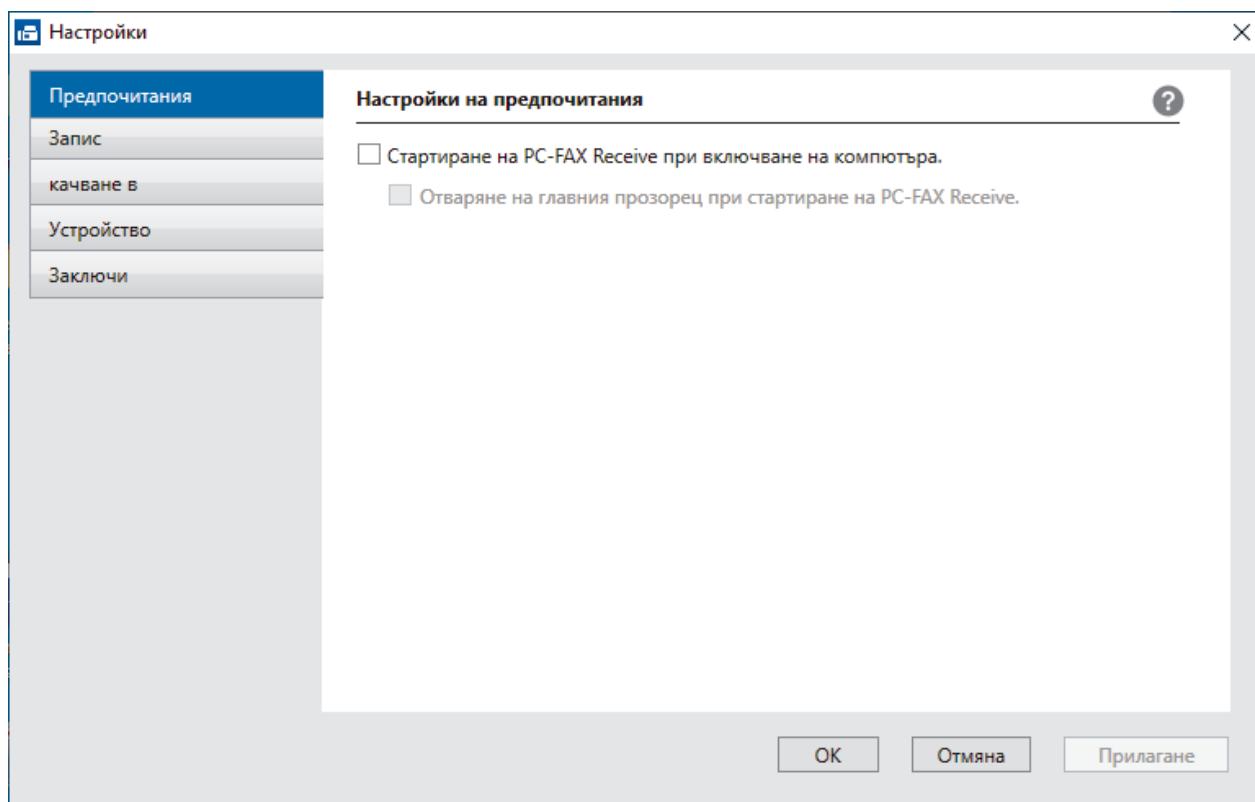 Настройки
Предпочитания
Запис
качване в
Устройство
Заключи
Настройки на предпочитания
?
Стартиране на PC-FAX Receive при включване на компютъра.
Отваряне на главния прозорец при стартиране на PC-FAX Receive.
OK
Отмяна
Прилагане